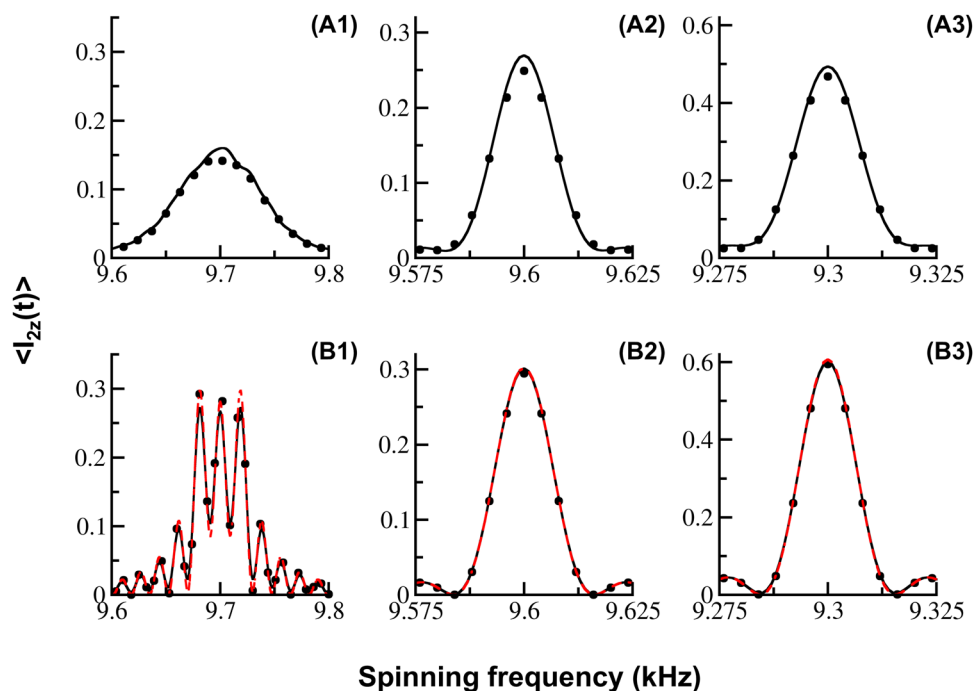 (A1) (A2) (A3)
0.3 0.3 0.6
0.2 0.2 0.4
0.1 0.1 0.2
0 0 0
9.6 9.7 9.8 9.575 9.6 9.625 9.275 9.3 9.325
<I2z(t)>
(B1) (B2) (B3)
0.3 0.3 0.6
0.2 0.2 0.4
0.1 0.1 0.2
0 0 0
9.6 9.7 9.8 9.575 9.6 9.625 9.275 9.3 9.325
Spinning frequency (kHz)